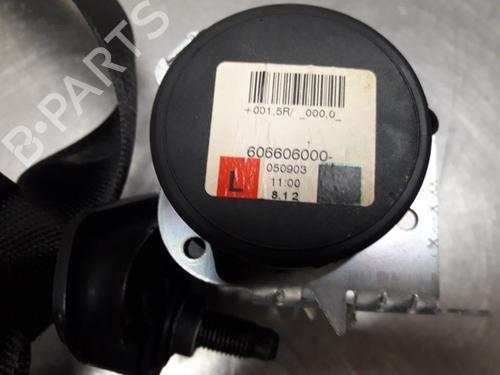 B-PARTS
+001,5R/ _000,0_
606606000-
L
050903
11:00
8.12